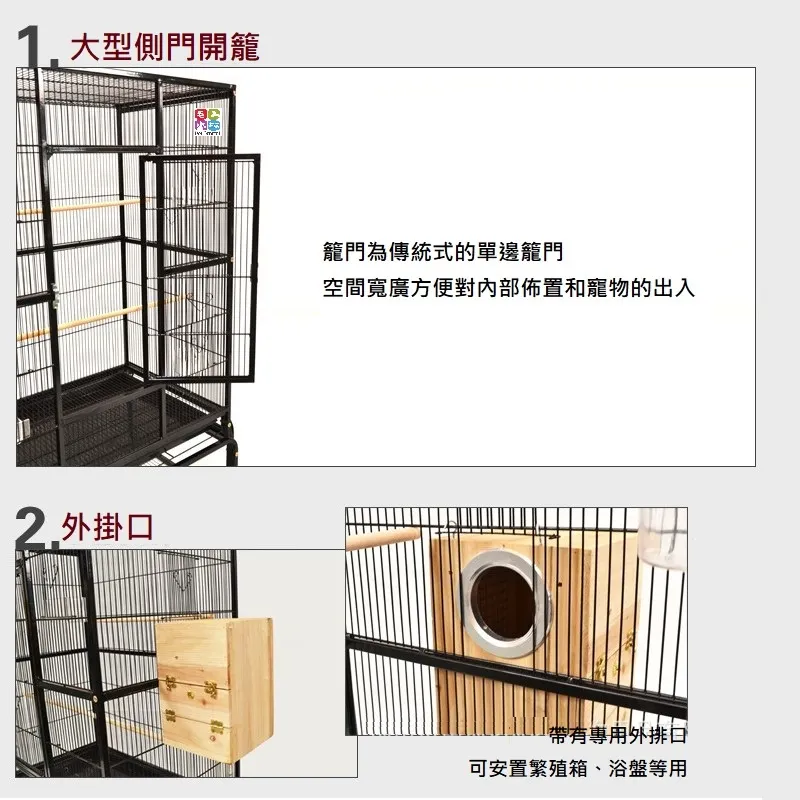 1. 大型側門開籠
籠門為傳統式的單邊籠門
空間寬廣方便對內部佈置和寵物的出入
2. 外掛口
帶有專用外排口
可安置繁殖箱、浴盤等用